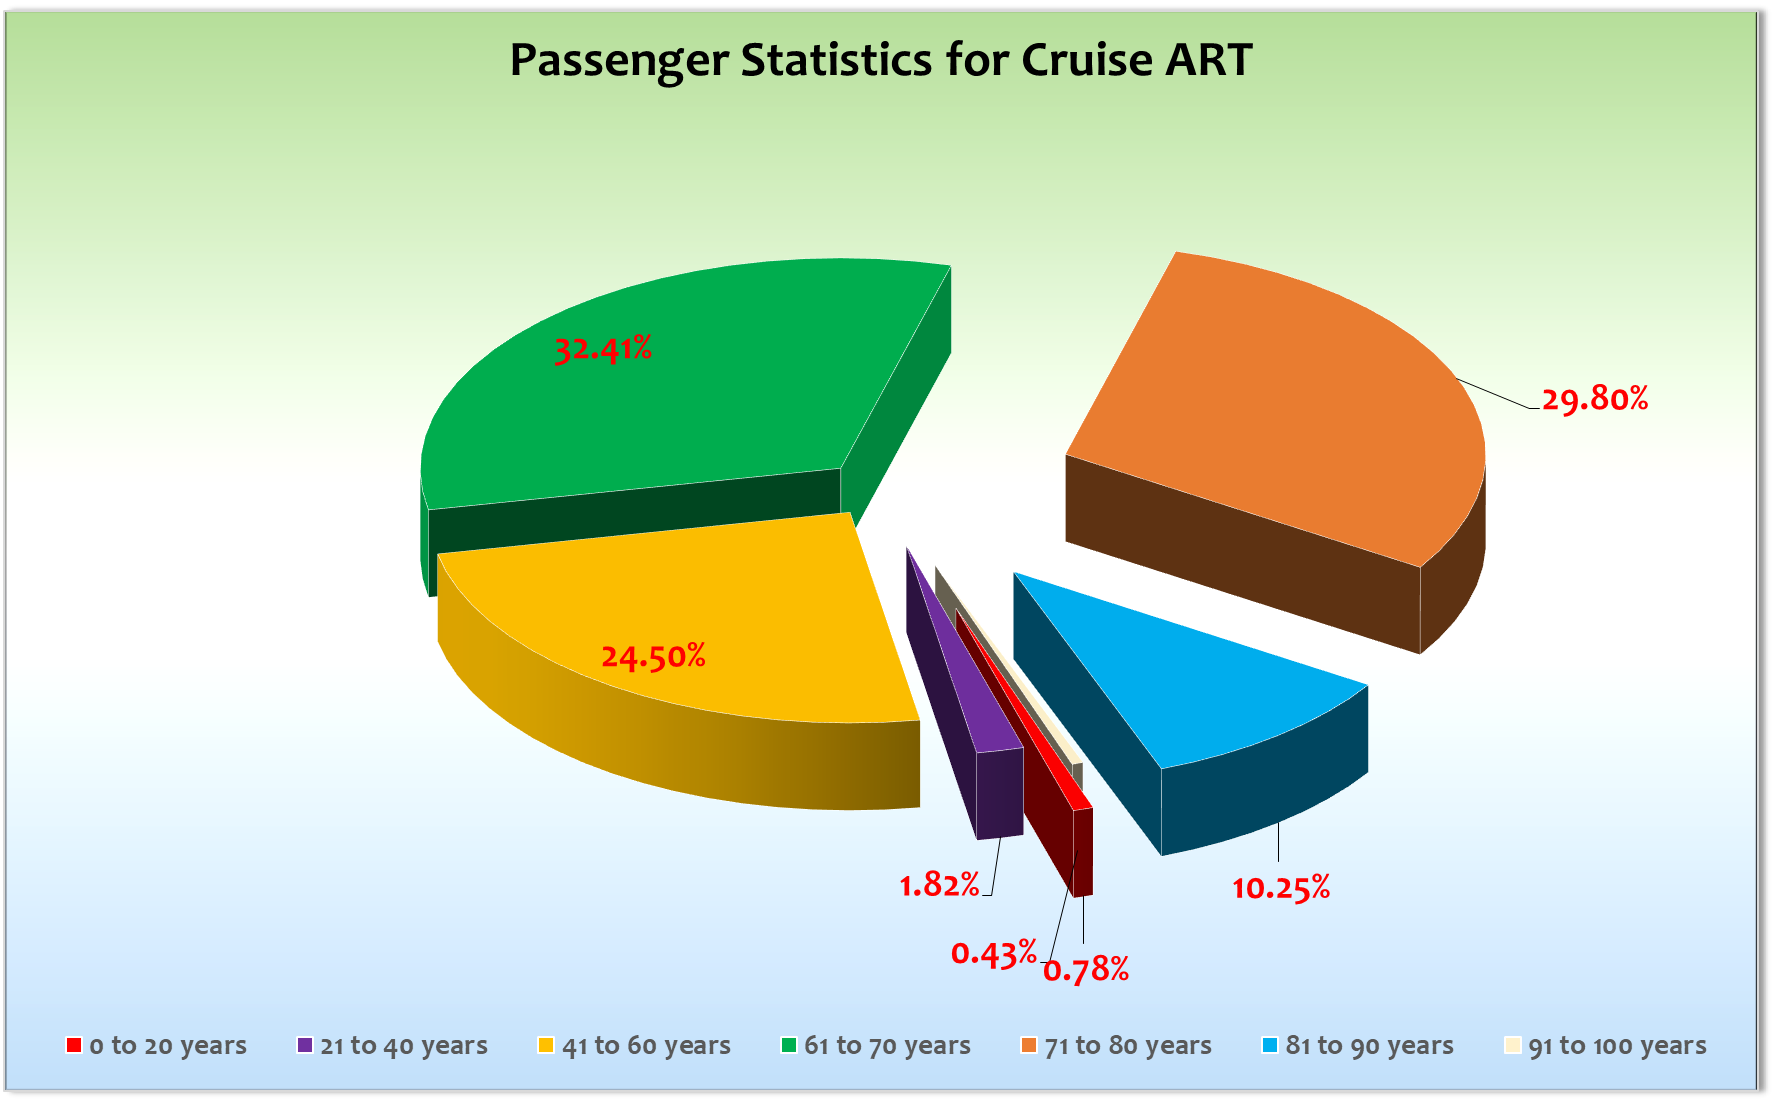 Passenger Statistics for Cruise ART
32.41%
29.80%
24.50%
1.82%
10.25%
0.43%
0.78%
0 to 20 years
21 to 40 years
41 to 60 years
61 to 70 years
71 to 80 years
81 to 90 years
91 to 100 years